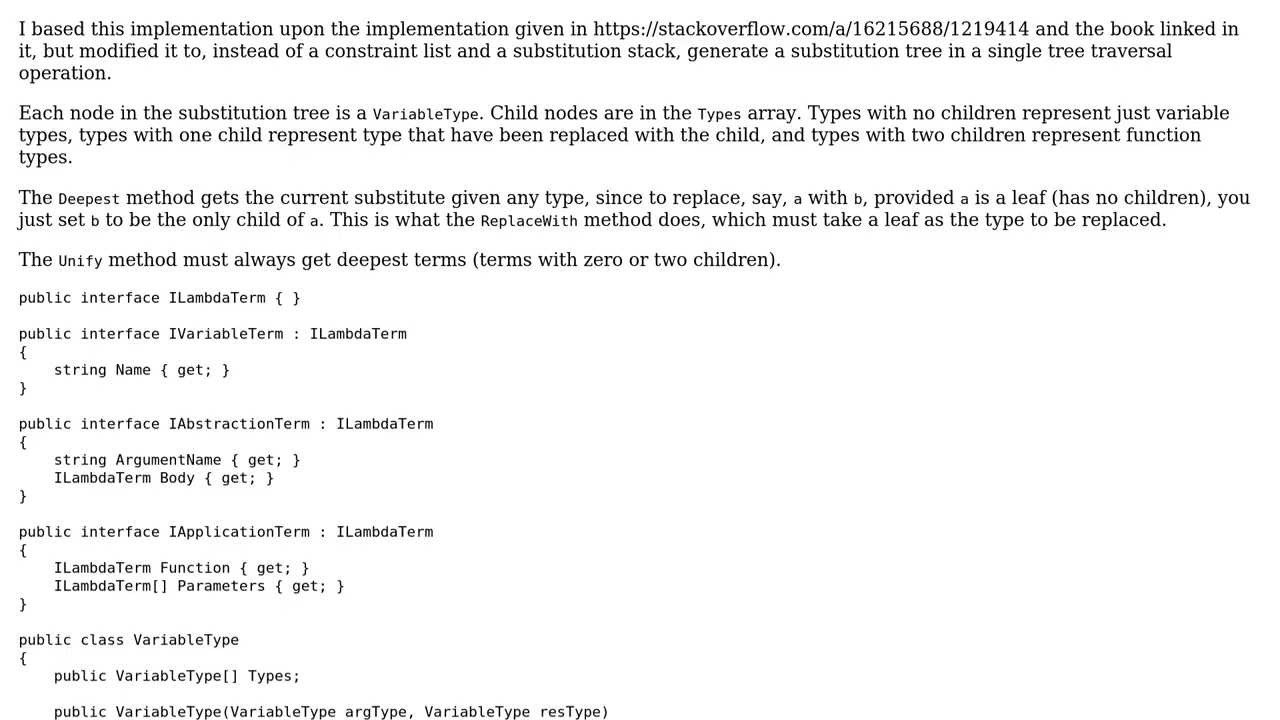 I based this implementation upon the implementation given in https://stackoverflow.com/a/16215688/1219414 and the book linked in
it, but modified it to, instead of a constraint list and a substitution stack, generate a substitution tree in a single tree traversal
operation.
Each node in the substitution tree is a VariableType. Child nodes are in the Types array. Types with no children represent just variable
types, types with one child represent type that have been replaced with the child, and types with two children represent function
types.
The Deepest method gets the current substitute given any type, since to replace, say, a with b, provided a is a leaf (has no children), you
just set b to be the only child of a. This is what the ReplaceWith method does, which must take a leaf as the type to be replaced.
The Unify method must always get deepest terms (terms with zero or two children).
public interface ILambdaTerm { }
public interface IVariableTerm : ILambdaTerm
{
    string Name { get; }
}
public interface IAbstractionTerm : ILambdaTerm
{
    string ArgumentName { get; }
    ILambdaTerm Body { get; }
}
public interface IApplicationTerm : ILambdaTerm
{
    ILambdaTerm Function { get; }
    ILambdaTerm[] Parameters { get; }
}
public class VariableType
{
    public VariableType[] Types;
    public VariableType(VariableType argType, VariableType resType)